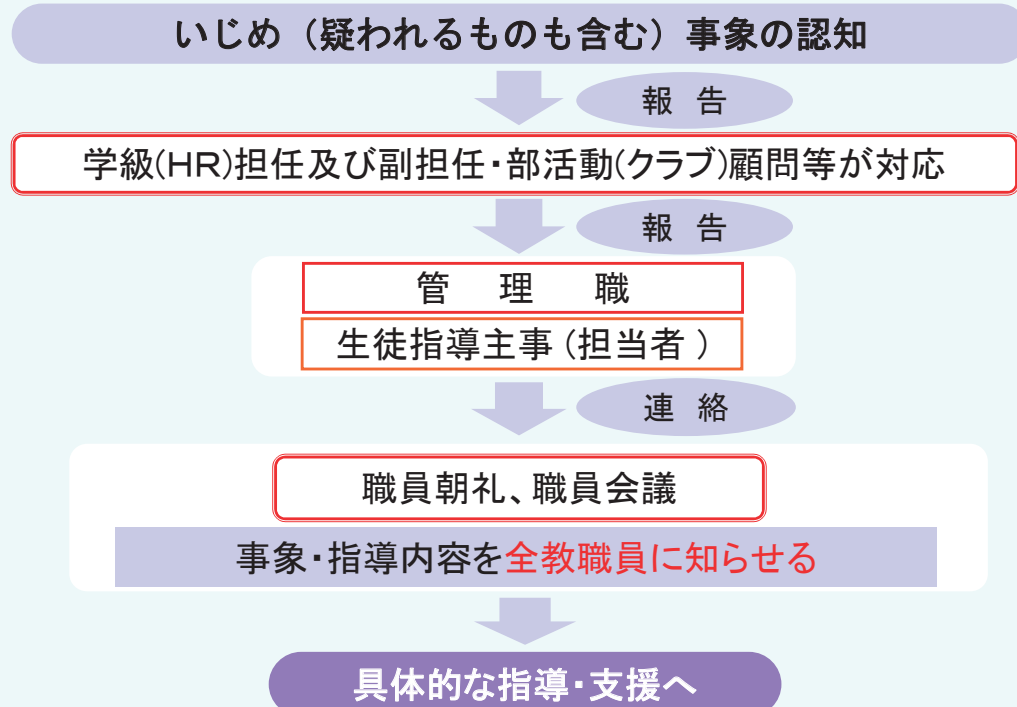 いじめ（疑われるものも含む）事象の認知
報 告
学級(HR)担任及び副担任・部活動(クラブ)顧問等が対応
報 告
管 理 職
生徒指導主事(担当者 )
連 絡
職員朝礼、職員会議
事象・指導内容を全教職員に知らせる
具体的な指導・支援へ